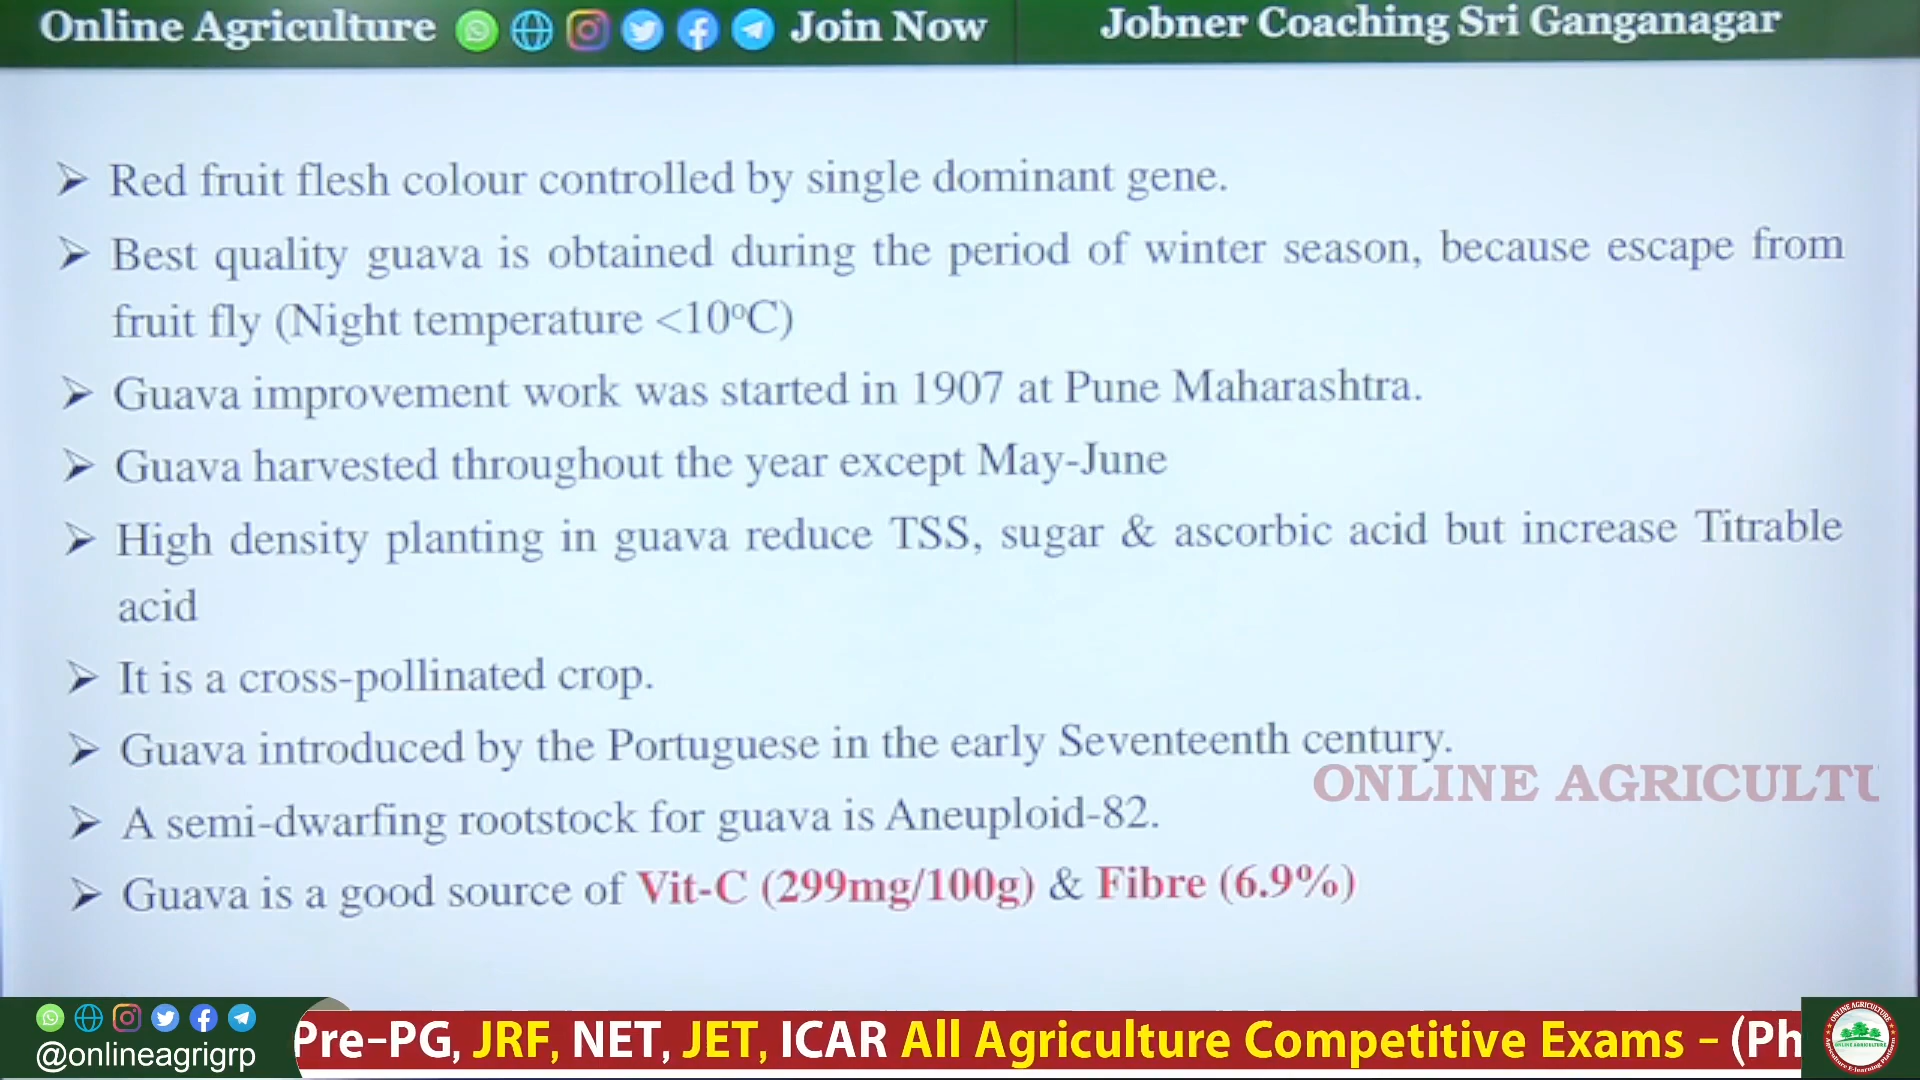 Online Agriculture Join Now Jobner Coaching Sri Ganganagar
➢ Red fruit flesh colour controlled by single dominant gene.
➢ Best quality guava is obtained during the period of winter season, because escape from
fruit fly (Night temperature <10°C)
➢ Guava improvement work was started in 1907 at Pune Maharashtra.
➢ Guava harvested throughout the year except May-June
➢ High density planting in guava reduce TSS, sugar & ascorbic acid but increase Titrable
acid
➢ It is a cross-pollinated crop.
➢ Guava introduced by the Portuguese in the early Seventeenth century.
ONLINE AGRICULTU
➢ A semi-dwarfing rootstock for guava is Aneuploid-82.
➢ Guava is a good source of Vit-C (299mg/100g) & Fibre (6.9%)
@onlineagrigrp
Pre-PG, JRF, NET, JET, ICAR All Agriculture Competitive Exams - (Ph